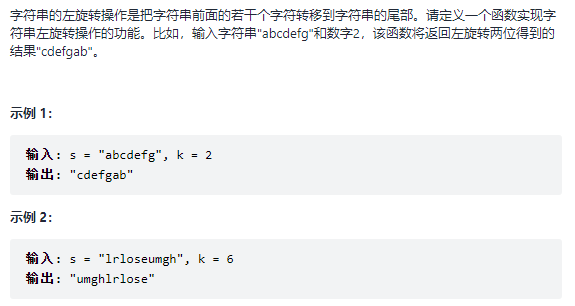 字符串的左旋转操作是把字符串前面的若干个字符转移到字符串的尾部。请定义一个函数实现字
符串左旋转操作的功能。比如，输入字符串"abcdefg"和数字2，该函数将返回左旋转两位得到的
结果"cdefgab"。
示例 1：
输入: s = "abcdefg", k = 2
输出: "cdefgab"
示例 2：
输入: s = "lrloseumgh", k = 6
输出: "umghlrlose"